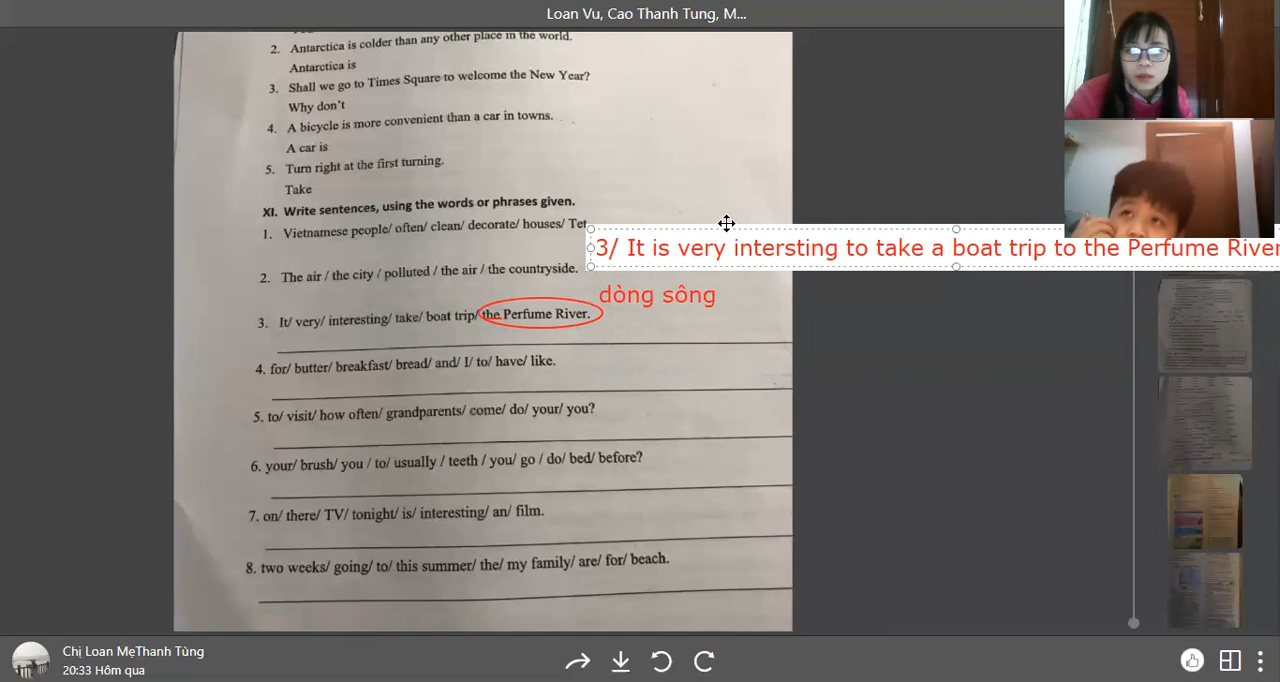 Loan Vu, Cao Thanh Tung, M...
2. Antarctica is colder than any other place in the world.
Antarctica is
3. Shall we go to Times Square to welcome the New Year?
Why don't
4. A bicycle is more convenient than a car in towns.
A car is
5. Turn right at the first turning.
Take
XI. Write sentences, using the words or phrases given.
1. Vietnamese people/ often/ clean/ decorate/ houses/ Tet
3/ It is very intersting to take a boat trip to the Perfume River
2. The air / the city / polluted / the air / the countryside.
dòng sông
3. It/ very/ interesting/ take/ boat trip/ the Perfume River.
4. for/ butter/ breakfast/ bread/ and/ I/ to/ have/ like.
5. to/ visit/ how often/ grandparents/ come/ do/ your/ you?
6. your/ brush/ you / to/ usually / teeth / you/ go / do/ bed/ before?
7. on/ there/ TV/ tonight/ is/ interesting/ an/ film.
8. two weeks/ going/ to/ this summer/ the/ my family/ are/ for/ beach.
Chị Loan MẹThanh Tùng
20:33 Hôm qua